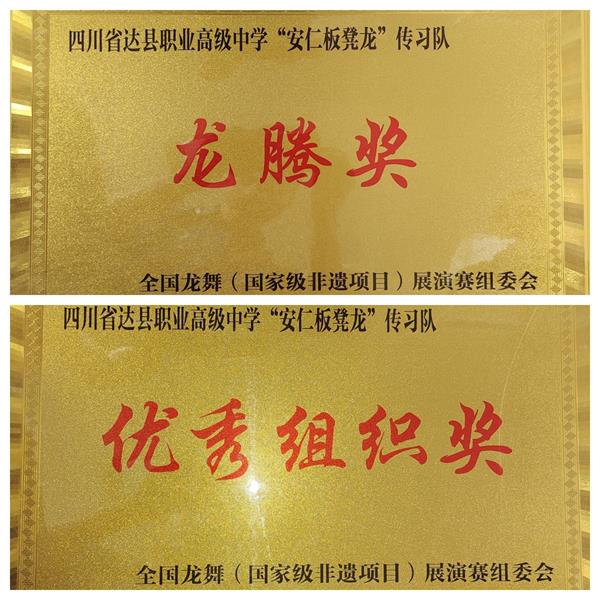 四川省达县职业高级中学“安仁板凳龙”传习队
龙腾奖
全国龙舞（国家级非遗项目）展演赛组委会
四川省达县职业高级中学“安仁板凳龙”传习队
优秀组织奖
全国龙舞（国家级非遗项目）展演赛组委会